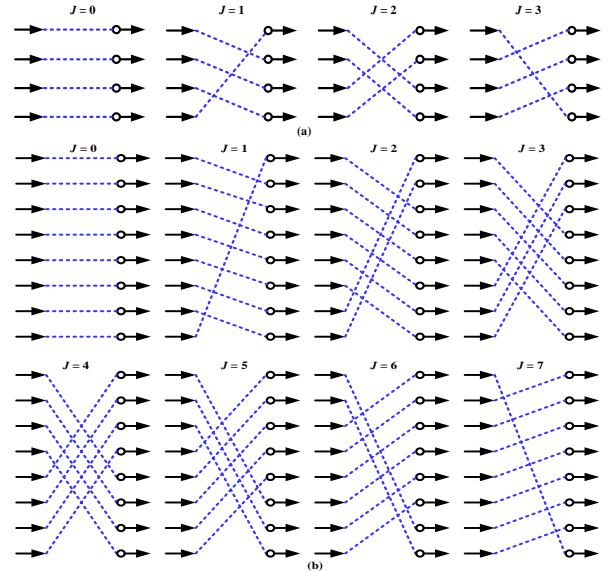 J = 0
J = 1
J = 2
J = 3
(a)
J = 0
J = 1
J = 2
J = 3
J = 4
J = 5
J = 6
J = 7
(b)